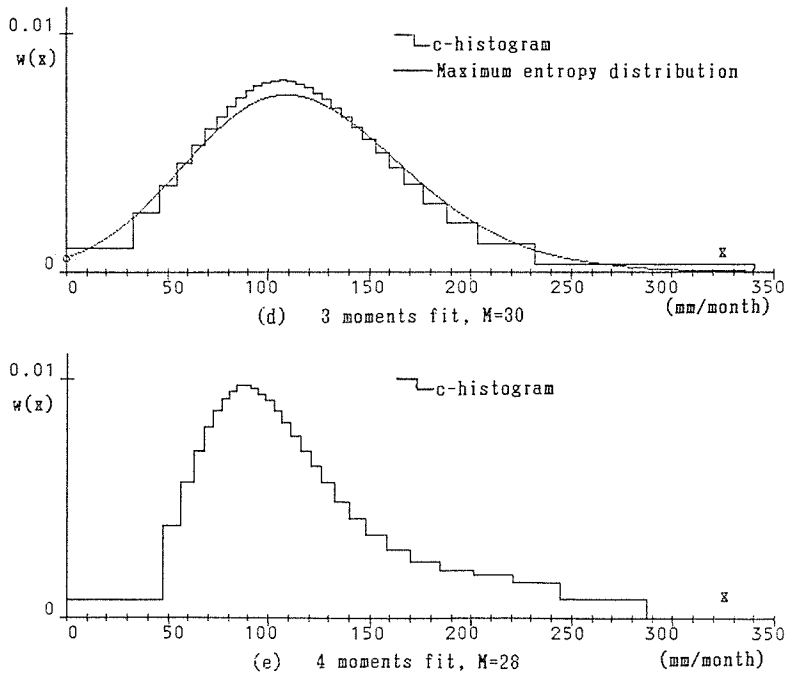 0.01
w(x)
c-histogram
Maximum entropy distribution
0
x
0 50 100 150 200 250 300 350
(mm/month)
(d) 3 moments fit, M=30
0.01
w(x)
c-histogram
0
x
0 50 100 150 200 250 300 350
(mm/month)
(e) 4 moments fit, M=28